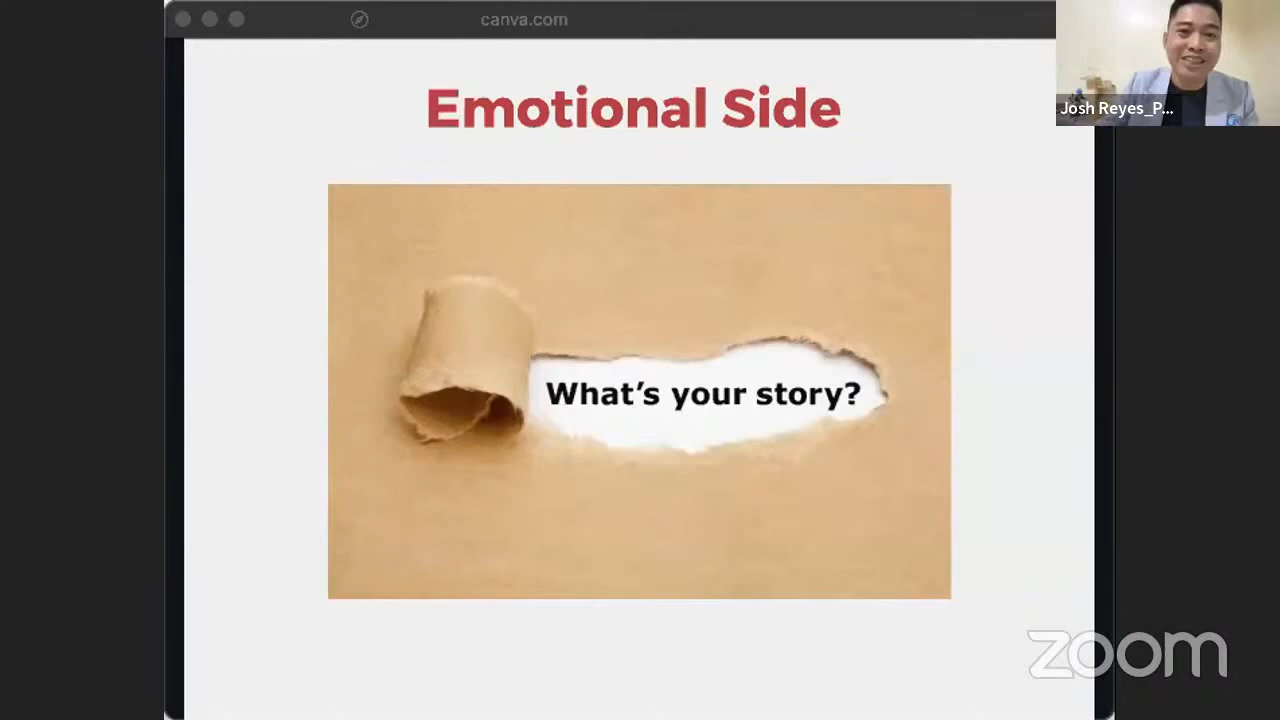 canva.com
Emotional Side
Josh Reyes_P...
What's your story?
zoom